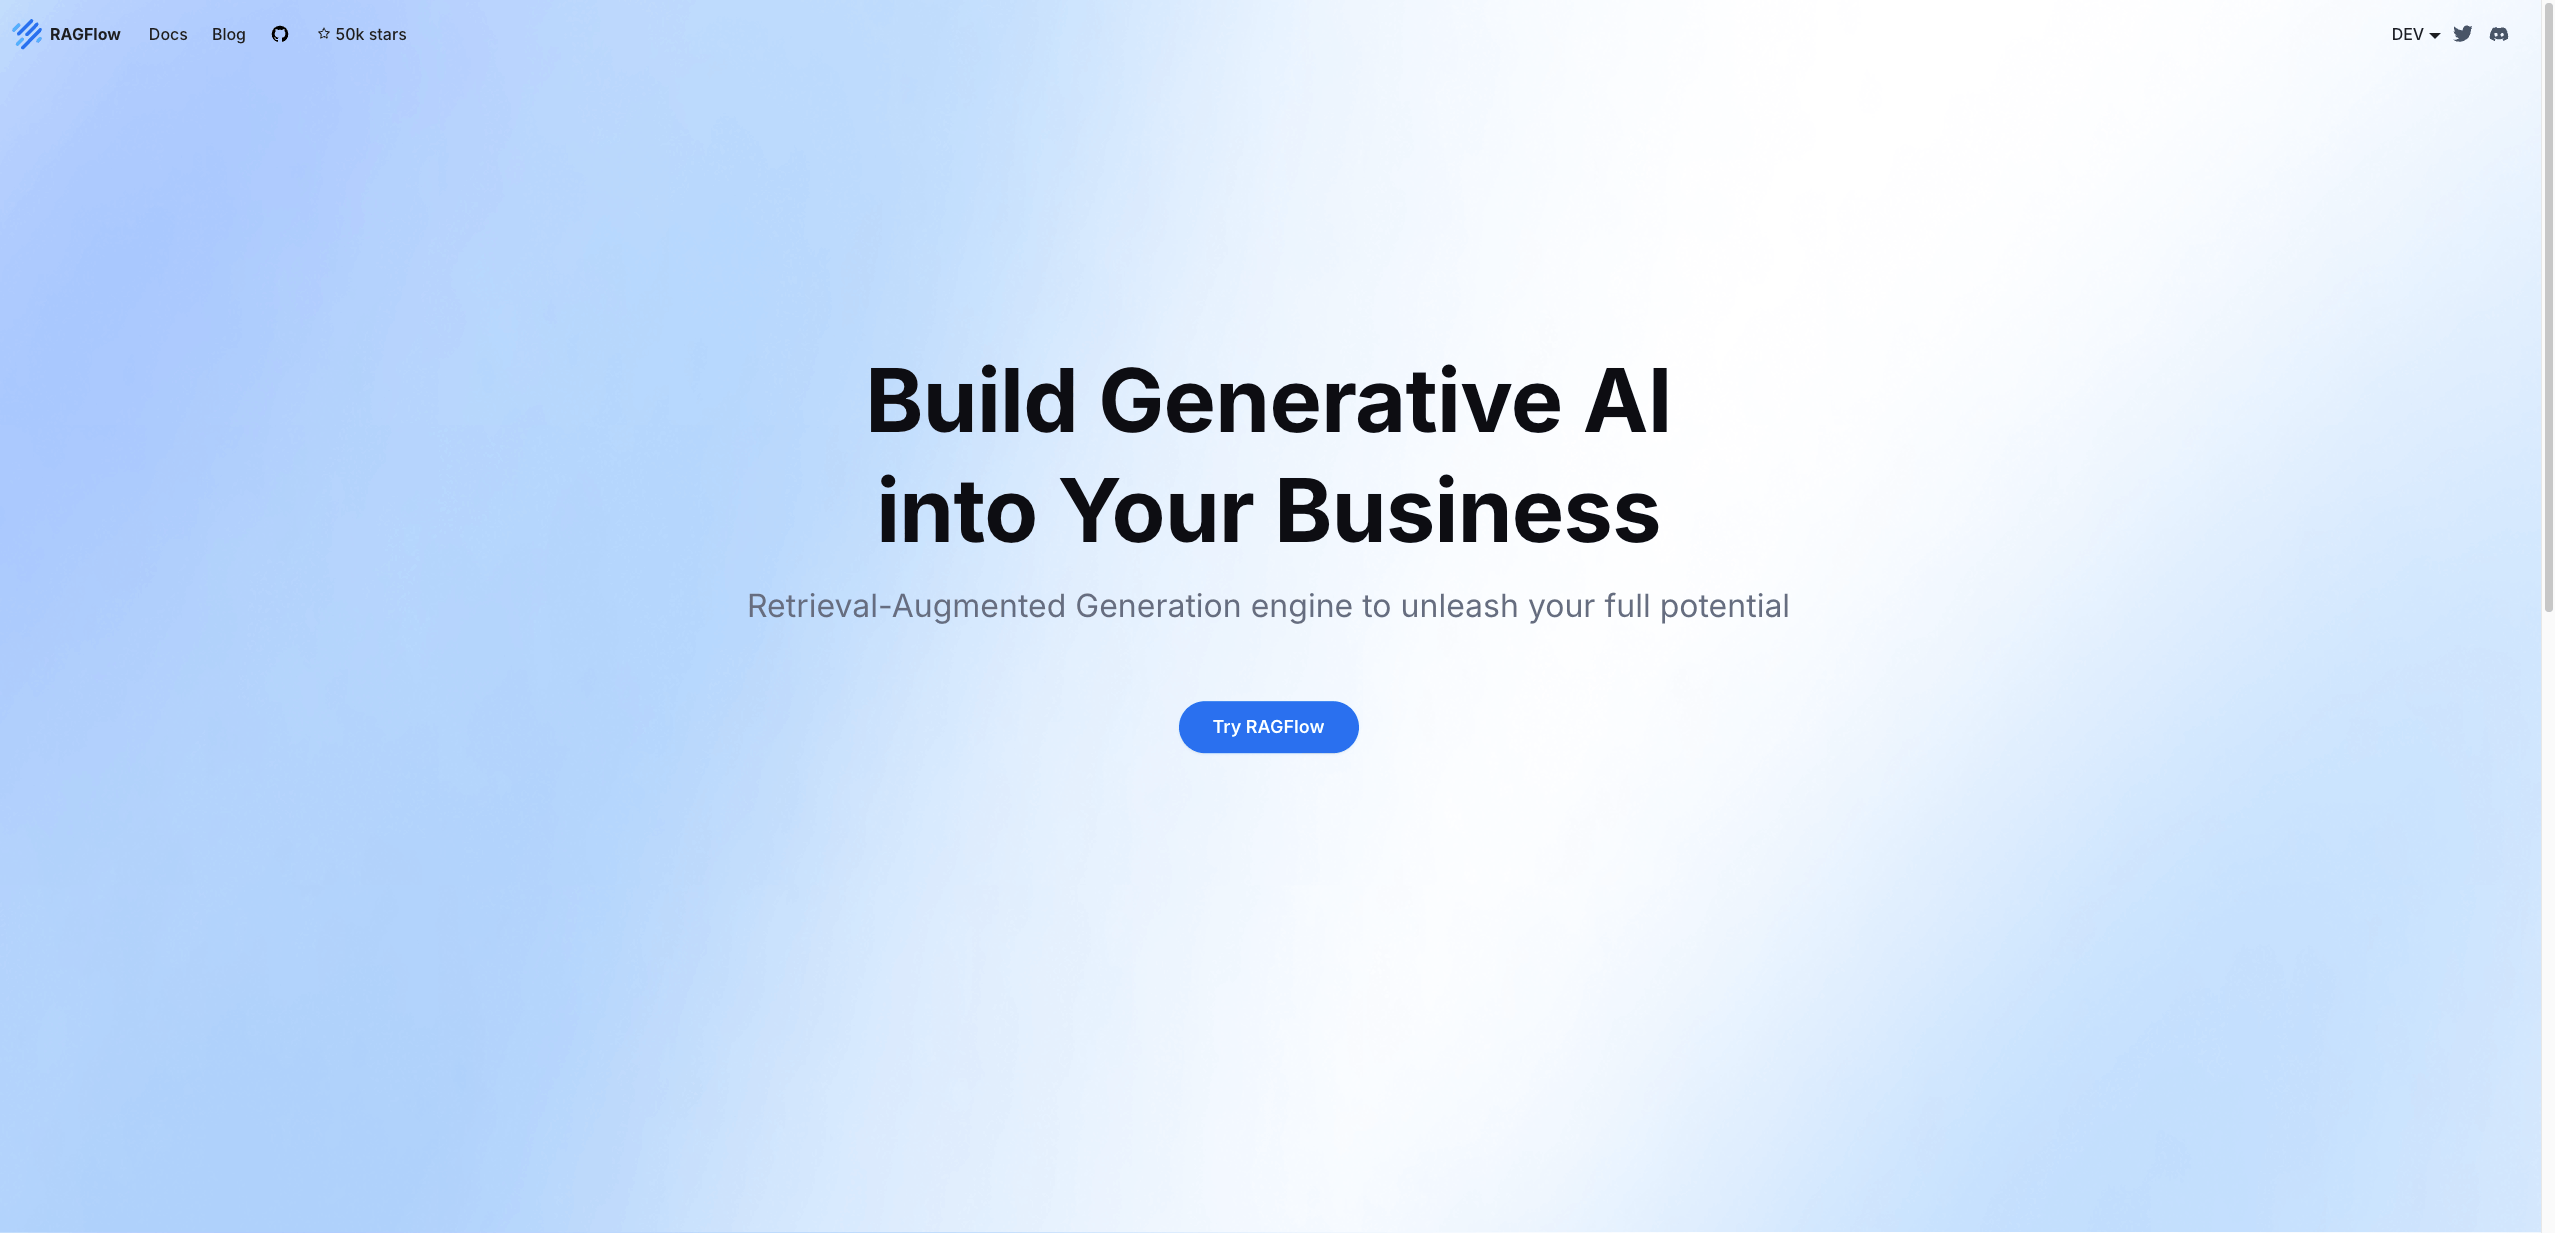 RAGFlow Docs Blog 50k stars DEV
Build Generative AI
into Your Business
Retrieval-Augmented Generation engine to unleash your full potential
Try RAGFlow